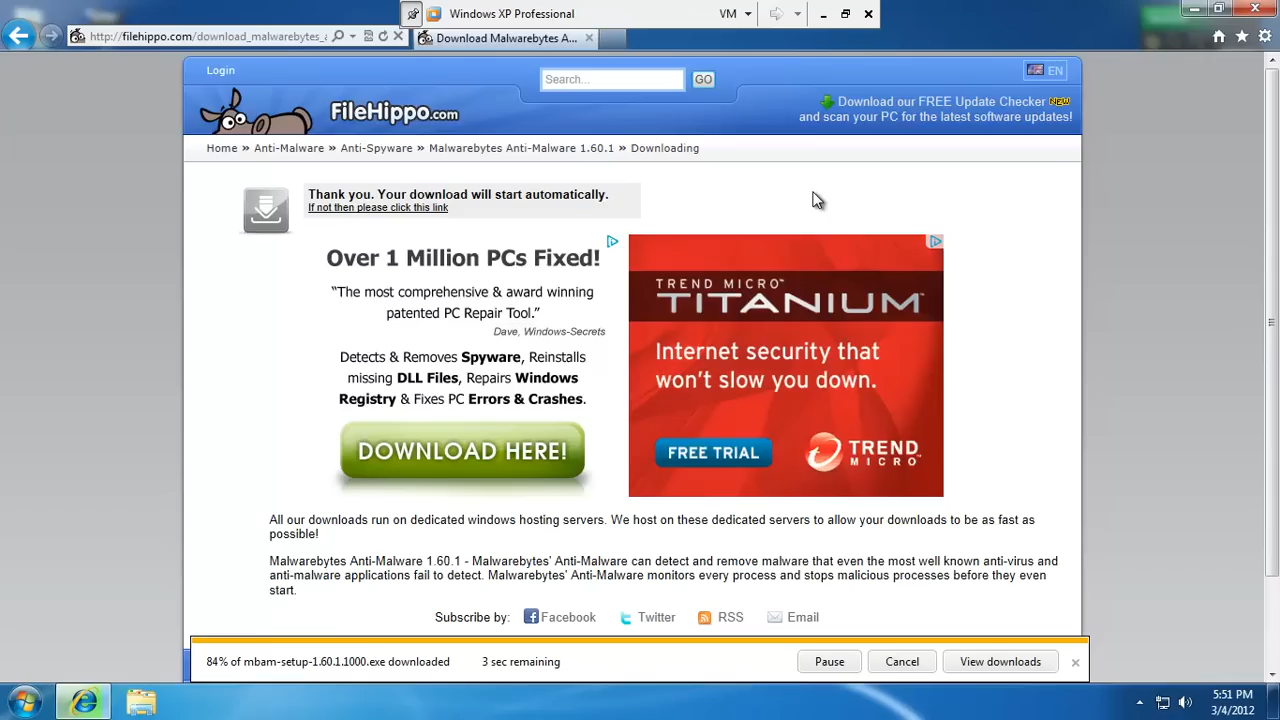 Windows XP Professional
VM
http://filehippo.com/download_malwarebytes_a
Download Malwarebytes A...
Login
Search...
GO
EN
FileHippo.com
Download our FREE Update Checker NEW
and scan your PC for the latest software updates!
Home » Anti-Malware » Anti-Spyware » Malwarebytes Anti-Malware 1.60.1 » Downloading
Thank you. Your download will start automatically.
If not then please click this link
Over 1 Million PCs Fixed!
“The most comprehensive & award winning
patented PC Repair Tool.”
Dave, Windows-Secrets
Detects & Removes Spyware, Reinstalls
missing DLL Files, Repairs Windows
Registry & Fixes PC Errors & Crashes.
DOWNLOAD HERE!
TREND MICRO™
TITANIUM™
Internet security that
won't slow you down.
FREE TRIAL
TREND
MICRO
All our downloads run on dedicated windows hosting servers. We host on these dedicated servers to allow your downloads to be as fast as
possible!
Malwarebytes Anti-Malware 1.60.1 - Malwarebytes' Anti-Malware can detect and remove malware that even the most well known anti-virus and
anti-malware applications fail to detect. Malwarebytes' Anti-Malware monitors every process and stops malicious processes before they even
start.
Subscribe by: Facebook Twitter RSS Email
84% of mbam-setup-1.60.1.1000.exe downloaded 3 sec remaining
Pause
Cancel
View downloads
5:51 PM
3/4/2012